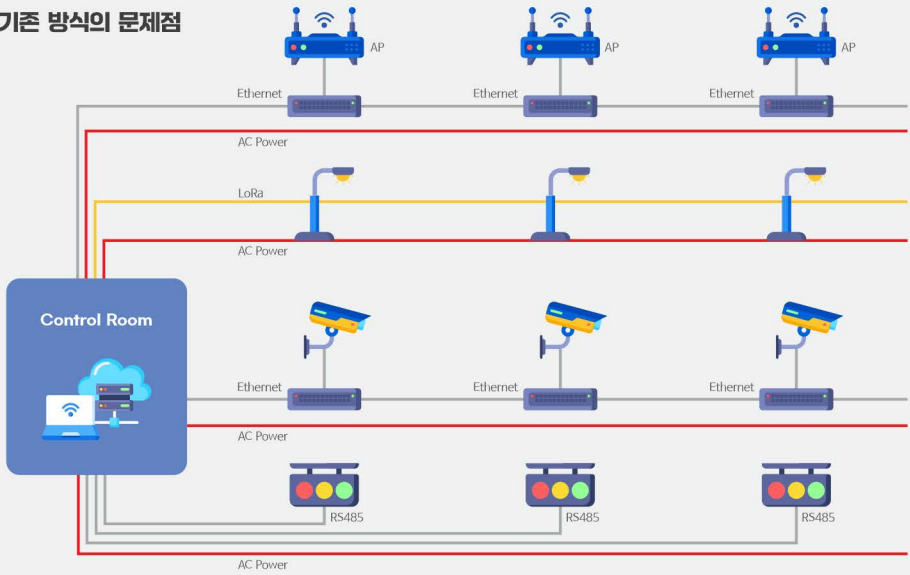 기존 방식의 문제점
AP
AP
AP
Ethernet
Ethernet
Ethernet
AC Power
LoRa
AC Power
Control Room
Ethernet
Ethernet
Ethernet
AC Power
RS485
RS485
RS485
AC Power